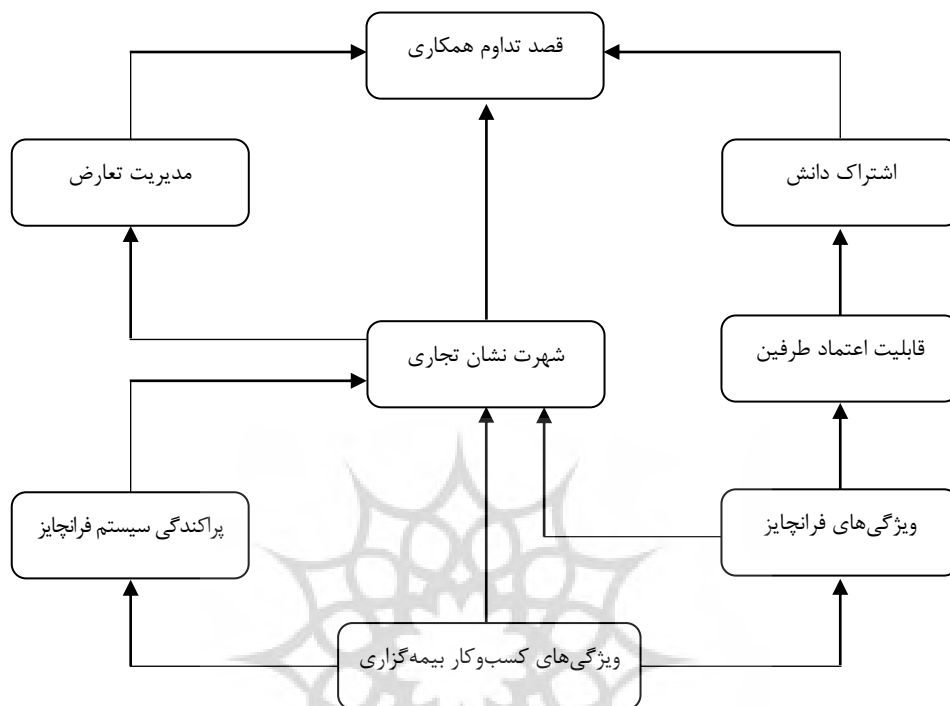 قصد تداوم همکاری
اشتراک دانش
مدیریت تعارض
قابلیت اعتماد طرفین
شهرت نشان تجاری
ویژگی‌های فرانچایز
پراکندگی سیستم فرانچایز
ویژگی‌های کسب‌وکار بیمه‌گزاری